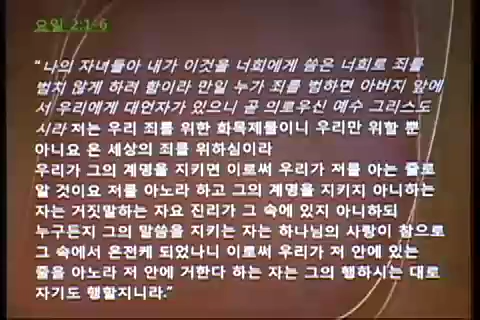 요일 2:1-6
“나의 자녀들아 내가 이것을 너희에게 씀은 너희로 죄를
범치 않게 하려 함이라 만일 누가 죄를 범하면 아버지 앞에
서 우리에게 대언자가 있으니 곧 의로우신 예수 그리스도
시라 저는 우리 죄를 위한 화목제물이니 우리만 위할 뿐
아니요 온 세상의 죄를 위하심이라
우리가 그의 계명을 지키면 이로써 우리가 저를 아는 줄로
알 것이요 저를 아노라 하고 그의 계명을 지키지 아니하는
자는 거짓말하는 자요 진리가 그 속에 있지 아니하되
누구든지 그의 말씀을 지키는 자는 하나님의 사랑이 참으로
그 속에서 온전케 되었나니 이로써 우리가 저 안에 있는
줄을 아노라 저 안에 거한다 하는 자는 그의 행하시는 대로
자기도 행할지니라.”